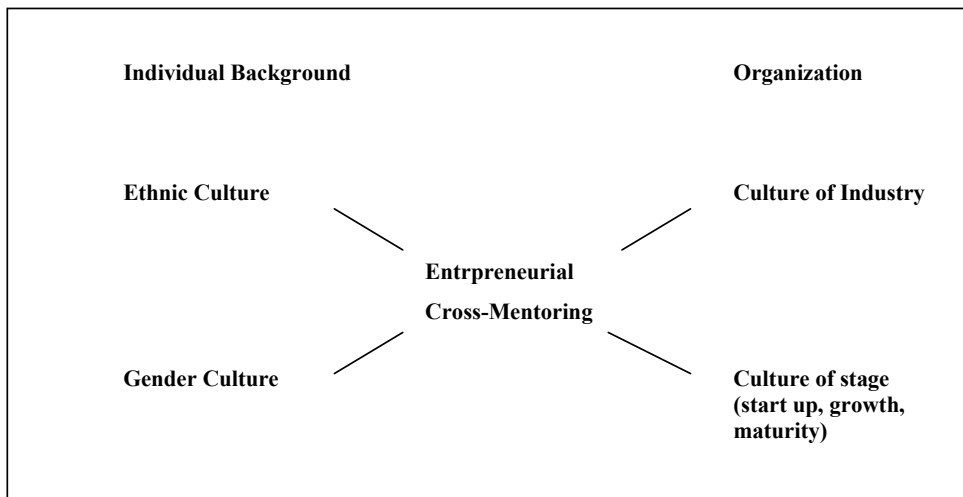 Individual Background
Organization
Ethnic Culture
Culture of Industry
Entrpreneurial
Cross-Mentoring
Gender Culture
Culture of stage
(start up, growth,
maturity)